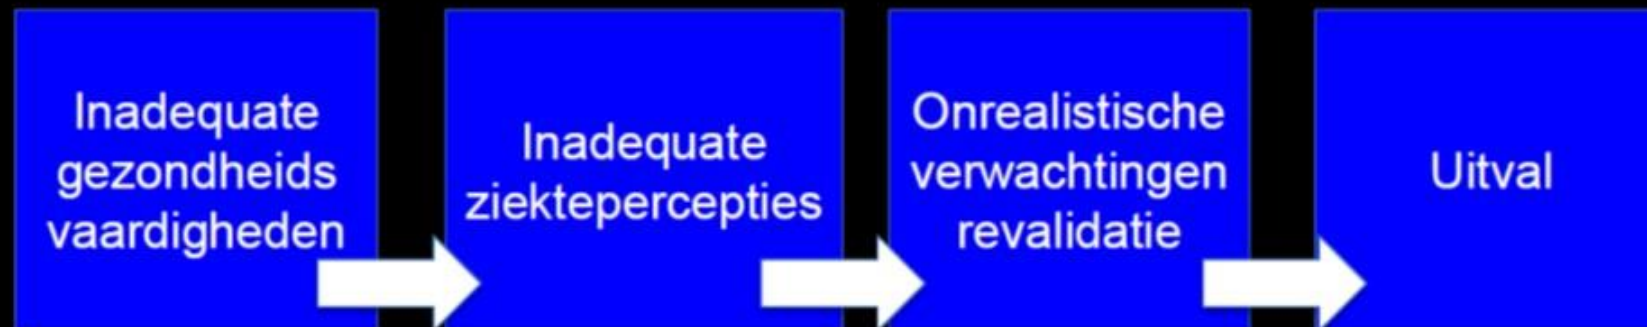 Inadequate
gezondheids
vaardigheden
Inadequate
ziektepercepties
Onrealistische
verwachtingen
revalidatie
Uitval